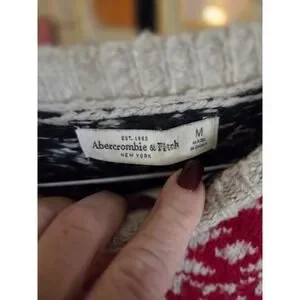 EST. 1892
Abercrombie & Fitch
NEW YORK
M